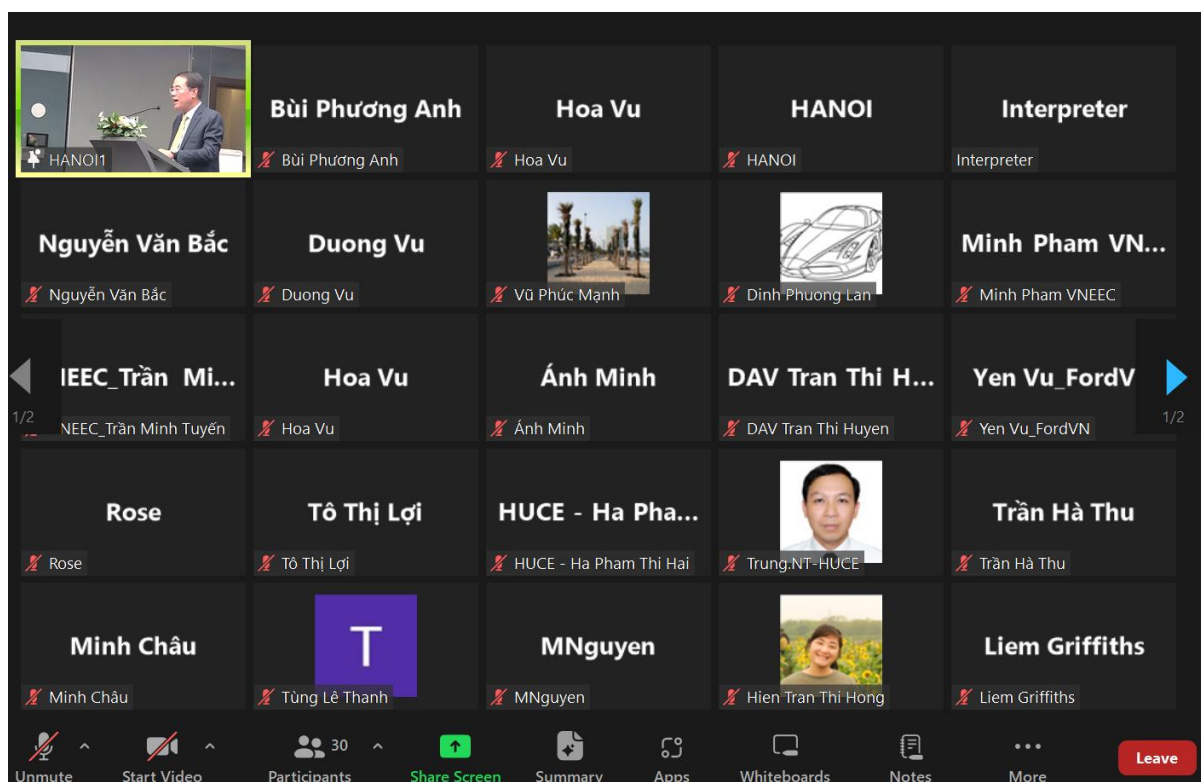 HANOI1
Bùi Phương Anh
Bùi Phương Anh
Hoa Vu
Hoa Vu
HANOI
HANOI
Interpreter
Interpreter
Nguyễn Văn Bắc
Nguyễn Văn Bắc
Duong Vu
Duong Vu
Vũ Phúc Mạnh
Dinh Phuong Lan
Minh Pham VN...
Minh Pham VNEEC
IEEC_Trần Mi...
NEEC_Trần Minh Tuyến
Hoa Vu
Hoa Vu
Ánh Minh
Ánh Minh
DAV Tran Thi H...
DAV Tran Thi Huyen
Yen Vu_FordV
Yen Vu_FordVN
1/2
1/2
Rose
Rose
Tô Thị Lợi
Tô Thị Lợi
HUCE - Ha Pha...
HUCE - Ha Pham Thi Hai
Trung.NT-HUCE
Trần Hà Thu
Trần Hà Thu
Minh Châu
Minh Châu
T
Tùng Lê Thanh
MNguyen
MNguyen
Hien Tran Thi Hong
Liem Griffiths
Liem Griffiths
30
Unmute
Start Video
Participants
Share Screen
Summary
Apps
Whiteboards
Notes
More
Leave